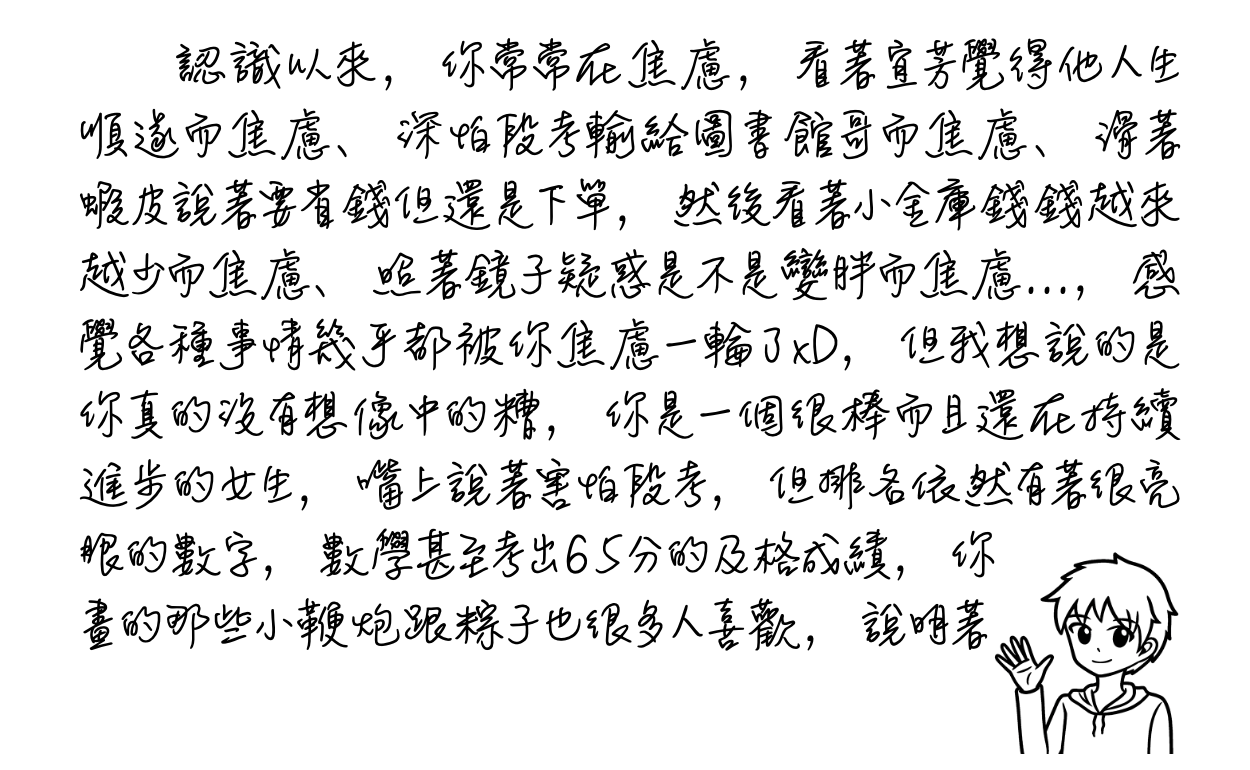 認識以來，你常常在焦慮，看著宜芳覺得他人生
順遂而焦慮、深怕段考輸給圖書館哥而焦慮、滑著
蝦皮說著要省錢但還是下單，然後看著小金庫錢錢越來
越少而焦慮、照著鏡子疑惑是不是變胖而焦慮...，感
覺各種事情幾乎都被你焦慮一輪了xD，但我想說的是
你真的沒有想像中的糟，你是一個很棒而且還在持續
進步的女生，嘴上說著害怕段考，但排名依然有著很亮
眼的數字，數學甚至考出65分的及格成績，你
畫的那些小鞭炮跟粽子也很多人喜歡，說明著